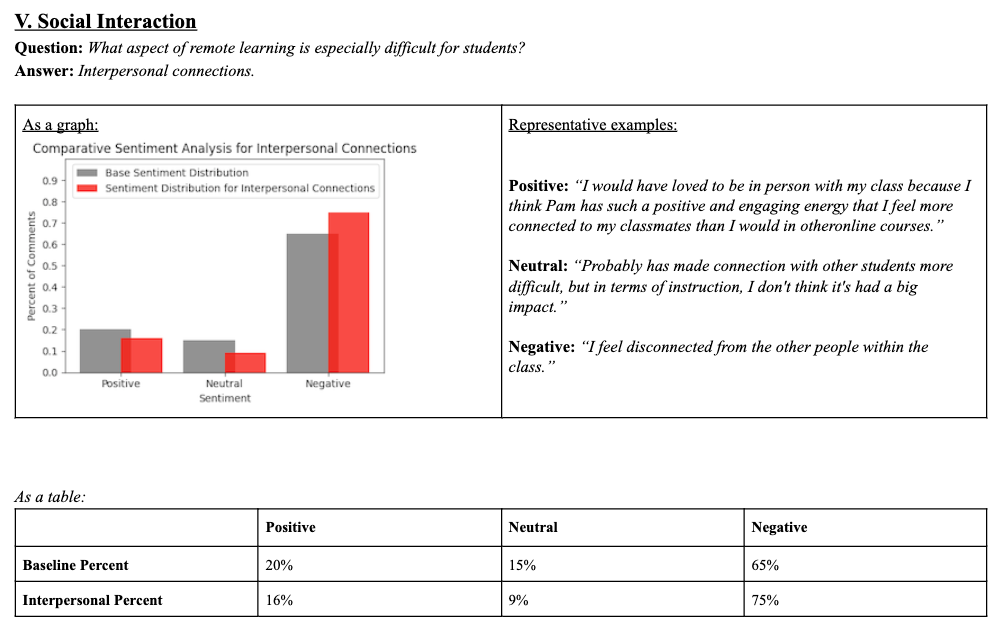 V. Social Interaction
Question: What aspect of remote learning is especially difficult for students?
Answer: Interpersonal connections.
As a graph:
Comparative Sentiment Analysis for Interpersonal Connections
Base Sentiment Distribution
Sentiment Distribution for Interpersonal Connections
Percent of Comments
0.9
0.8
0.7
0.6
0.5
0.4
0.3
0.2
0.1
0.0
Positive Neutral Negative
Sentiment
Representative examples:
Positive: “I would have loved to be in person with my class because I
think Pam has such a positive and engaging energy that I feel more
connected to my classmates than I would in otheronline courses.”
Neutral: “Probably has made connection with other students more
difficult, but in terms of instruction, I don't think it's had a big
impact.”
Negative: “I feel disconnected from the other people within the
class.”
As a table:
Positive Neutral Negative
Baseline Percent 20% 15% 65%
Interpersonal Percent 16% 9% 75%